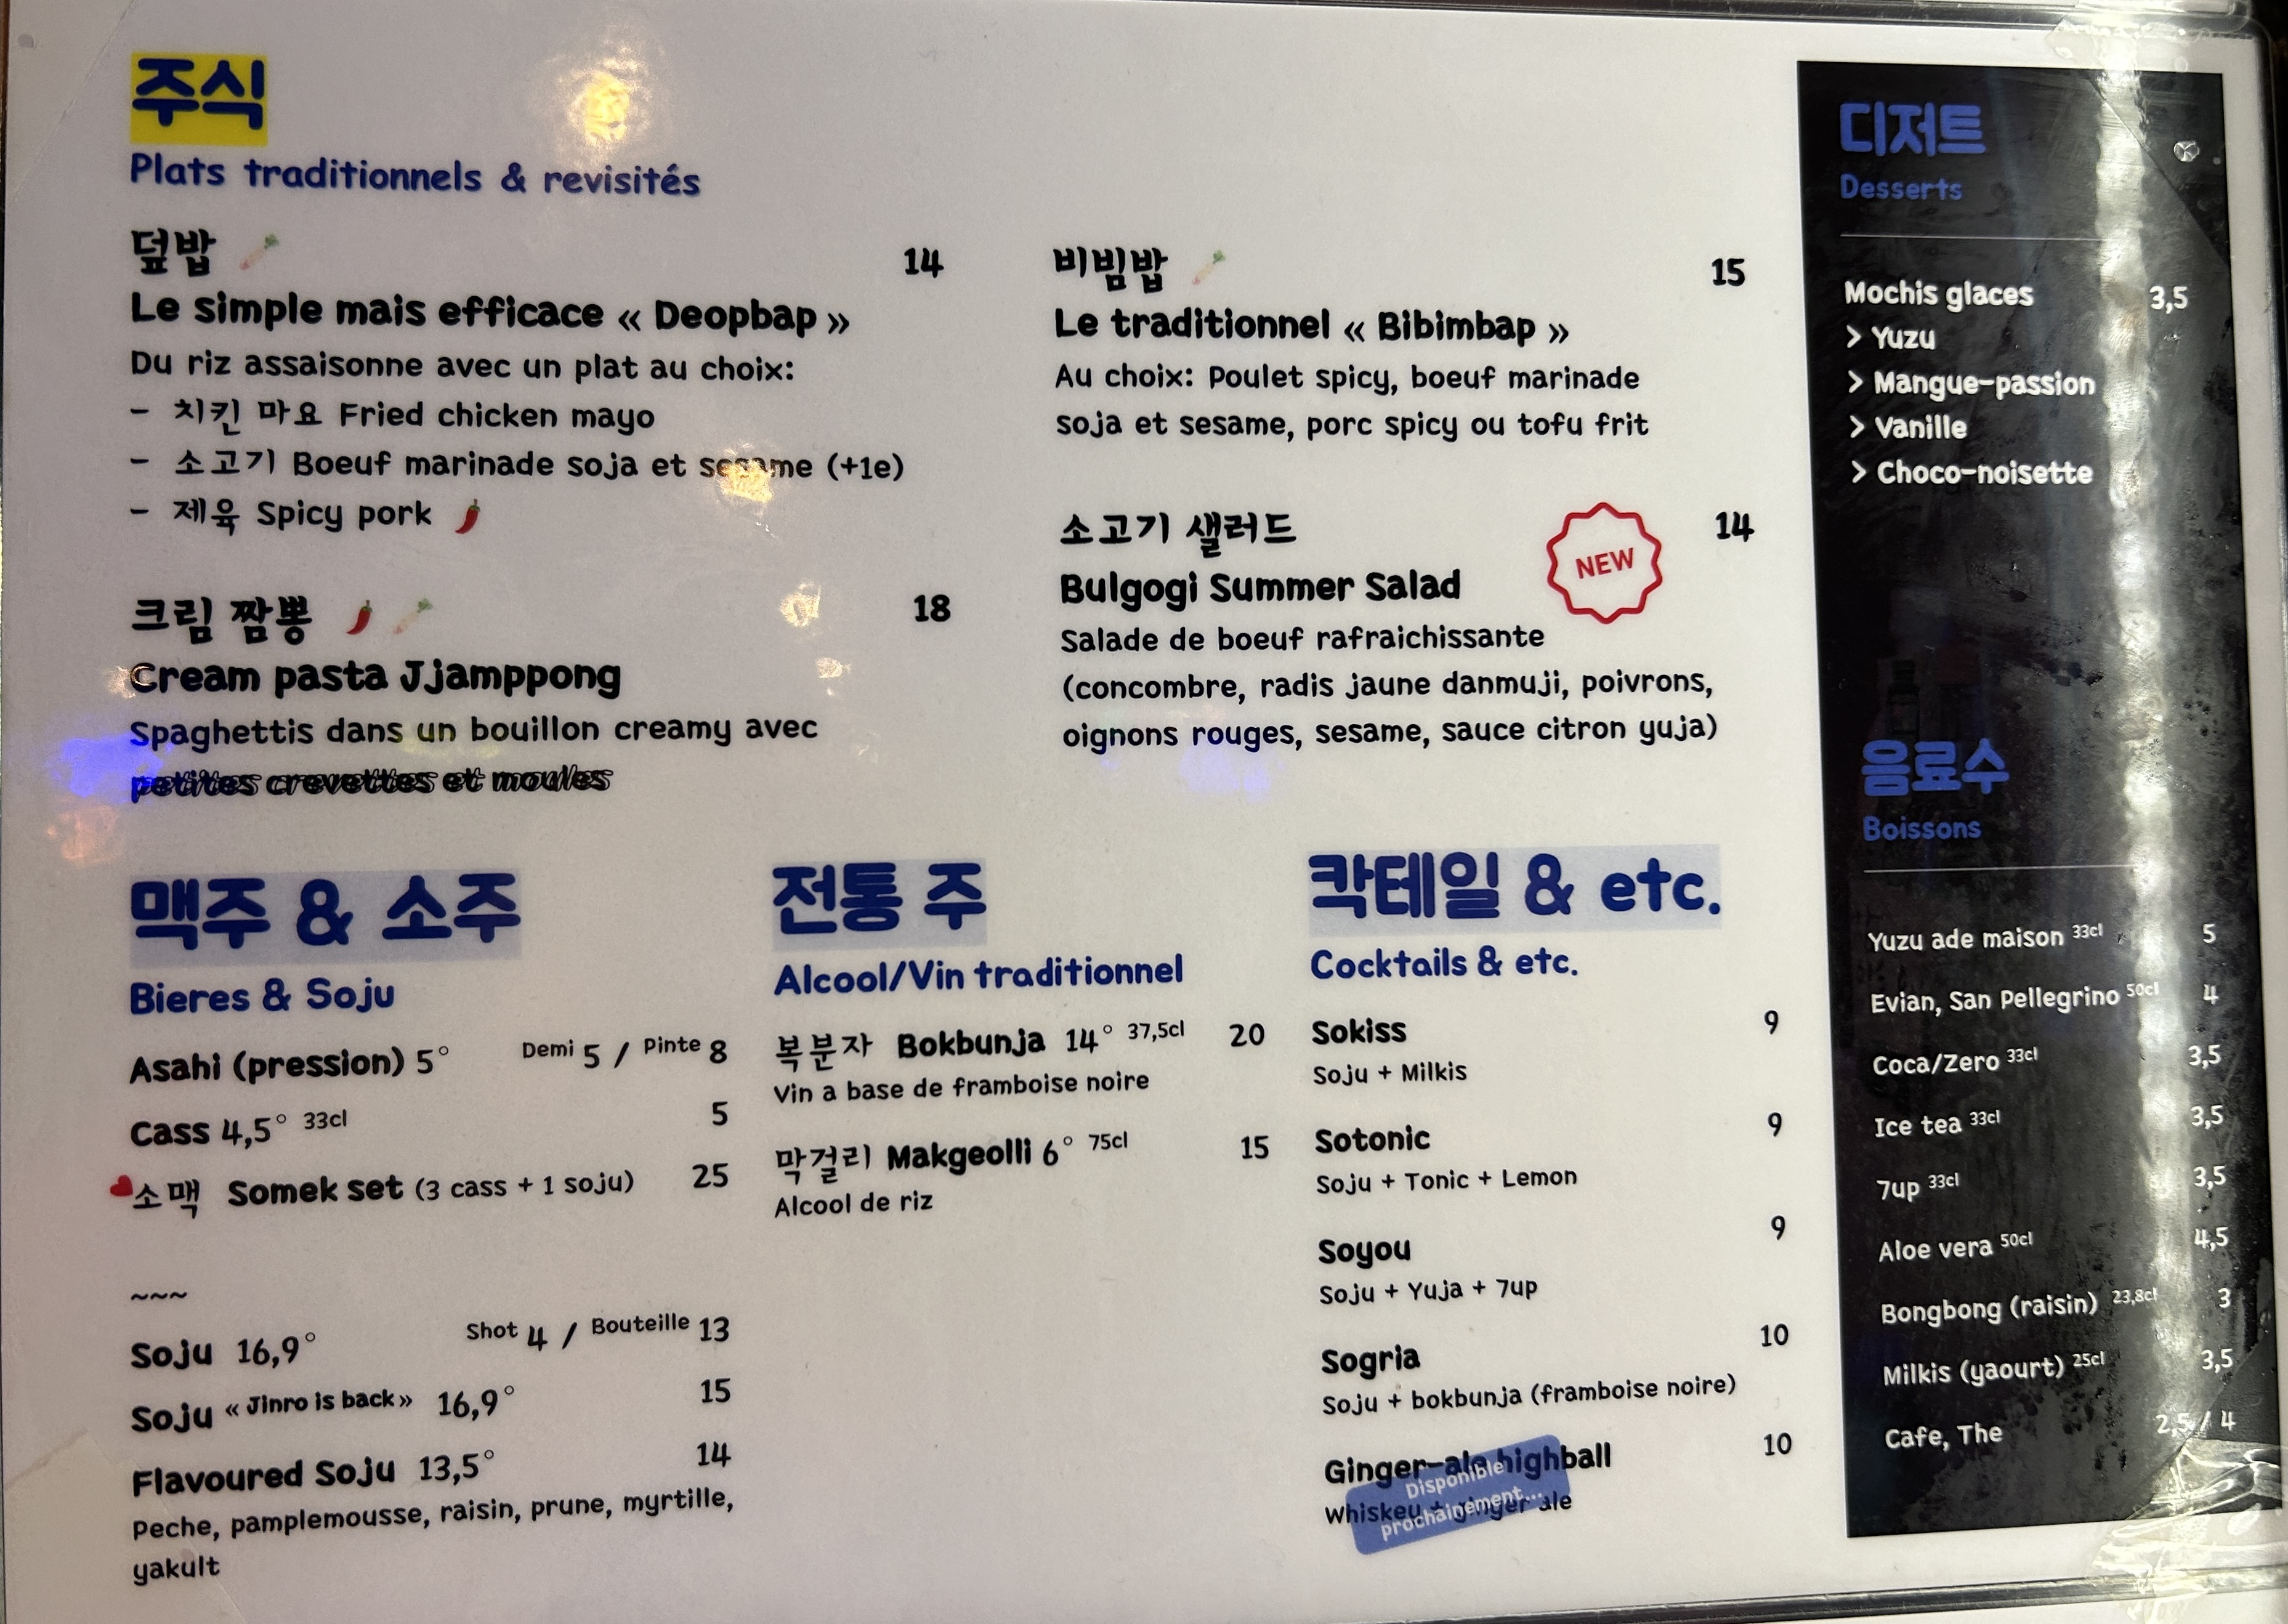 주식
Plats traditionnels & revisités
덮밥 14
Le simple mais efficace « Deopbap »
Du riz assaisonne avec un plat au choix:
- 치킨 마요 Fried chicken mayo
- 소고기 Boeuf marinade soja et sesame (+1e)
- 제육 Spicy pork
크림 짬뽕 18
Cream pasta Jjamppong
Spaghettis dans un bouillon creamy avec
petites crevettes et moules
비빔밥 15
Le traditionnel « Bibimbap »
Au choix: Poulet spicy, boeuf marinade
soja et sesame, porc spicy ou tofu frit
소고기 샐러드 14
NEW
Bulgogi Summer Salad
Salade de boeuf rafraichissante
(concombre, radis jaune danmuji, poivrons,
oignons rouges, sesame, sauce citron yuja)
맥주 & 소주
Bieres & Soju
Asahi (pression) 5° Demi 5 / Pinte 8
Cass 4,5° 33cl 5
소맥 Somek set (3 cass + 1 soju) 25
~~~
Soju 16,9° Shot 4 / Bouteille 13
Soju « Jinro is back » 16,9° 15
Flavoured Soju 13,5° 14
Peche, pamplemousse, raisin, prune, myrtille,
yakult
전통 주
Alcool/Vin traditionnel
복분자 Bokbunja 14° 37,5cl 20
Vin a base de framboise noire
막걸리 Makgeolli 6° 75cl 15
Alcool de riz
칵테일 & etc.
Cocktails & etc.
Sokiss 9
Soju + Milkis
Sotonic 9
Soju + Tonic + Lemon
Soyou 9
Soju + Yuja + 7up
Sogria 10
Soju + bokbunja (framboise noire)
Ginger-ale highball 10
Whiskey + ginger ale
Disponible
prochainement...
디저트
Desserts
Mochis glaces 3,5
> Yuzu
> Mangue-passion
> Vanille
> Choco-noisette
음료수
Boissons
Yuzu ade maison 33cl 5
Evian, San Pellegrino 50cl 4
Coca/Zero 33cl 3,5
Ice tea 33cl 3,5
7up 33cl 3,5
Aloe vera 50cl 4,5
Bongbong (raisin) 23,8cl 3
Milkis (yaourt) 25cl 3,5
Cafe, The 2,5 / 4